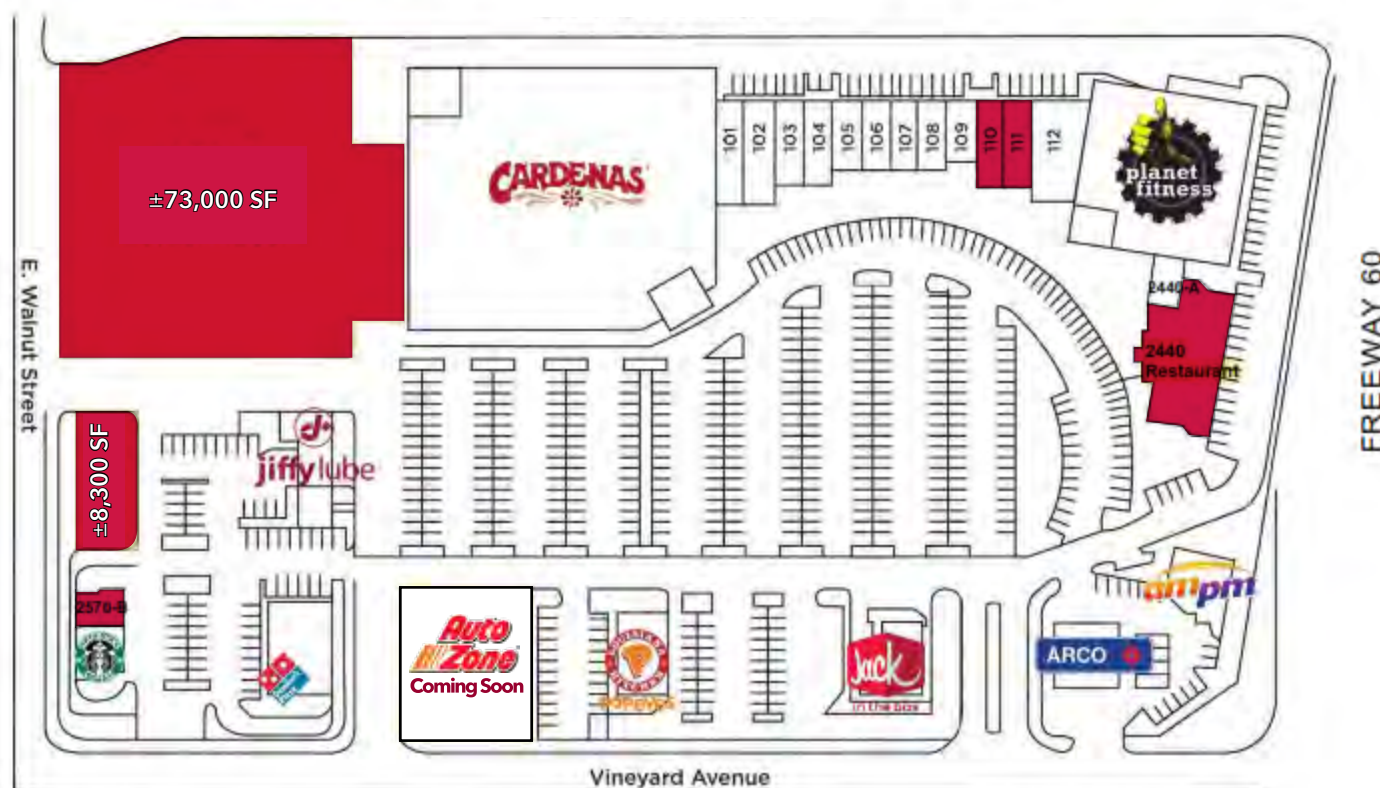 ±73,000 SF
CARDENAS
101
102
103
104
105
106
107
108
109
110
111
112
planet
fitness
2440-A
2440
Restaurant
E. Walnut Street
FREEWAY 60
±8,300 SF
jiffy lube
2570-B
Auto
Zone
Coming Soon
POPEYES
Jack
in the box
ampm
ARCO
Vineyard Avenue